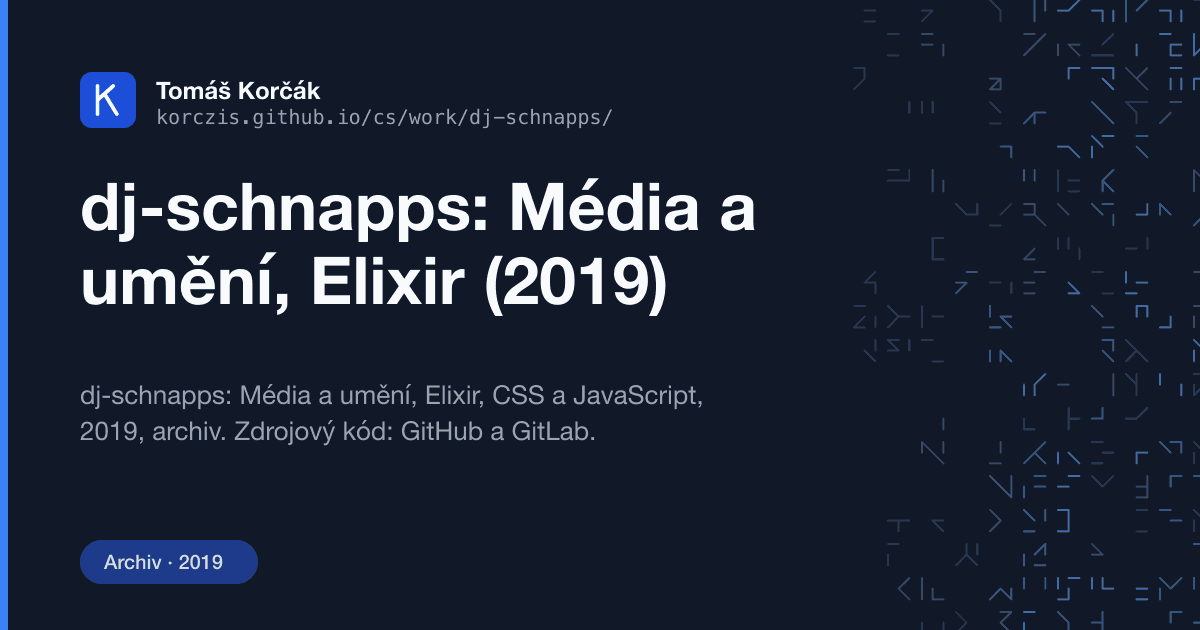 K
Tomáš Korčák
korczis.github.io/cs/work/dj-schnapps/
dj-schnapps: Média a
umění, Elixir (2019)
dj-schnapps: Média a umění, Elixir, CSS a JavaScript,
2019, archiv. Zdrojový kód: GitHub a GitLab.
Archiv · 2019